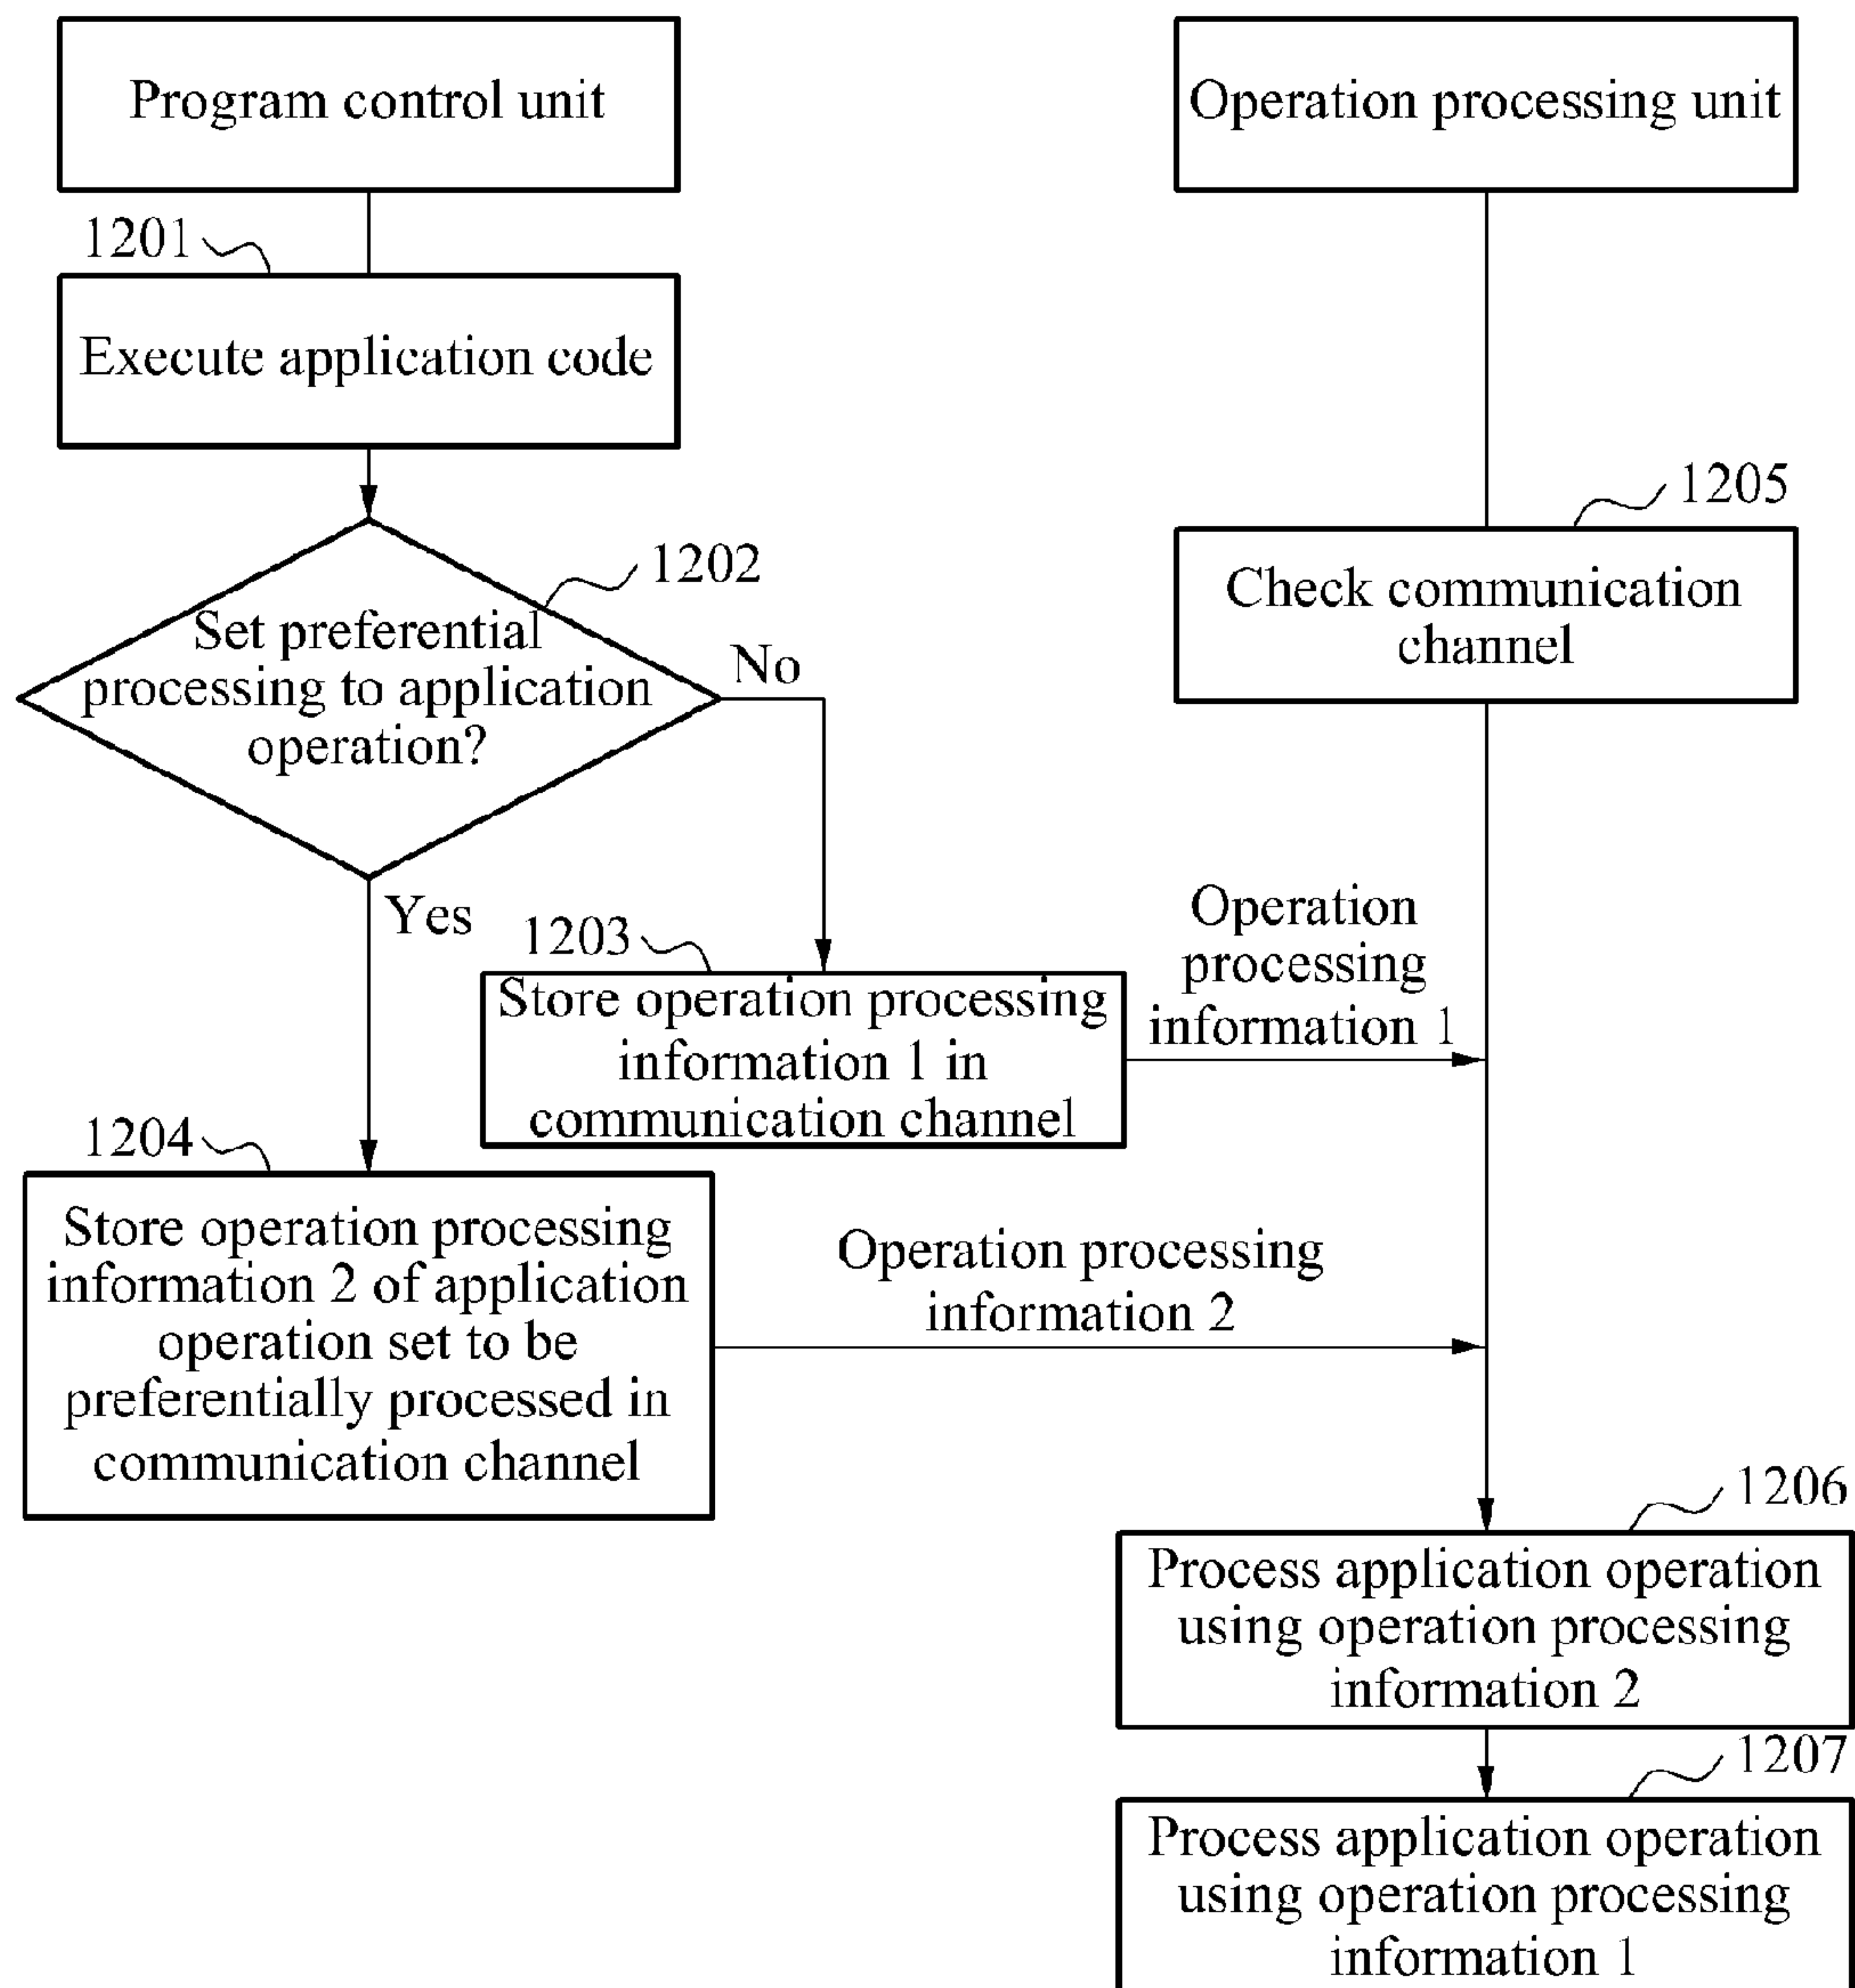 Program control unit
Operation processing unit
1201
Execute application code
1205
Check communication
channel
1202
Set preferential
processing to application
operation?
No
Yes
1203
Store operation processing
information 1 in
communication channel
Operation
processing
information 1
1204
Store operation processing
information 2 of application
operation set to be
preferentially processed in
communication channel
Operation processing
information 2
1206
Process application operation
using operation processing
information 2
1207
Process application operation
using operation processing
information 1